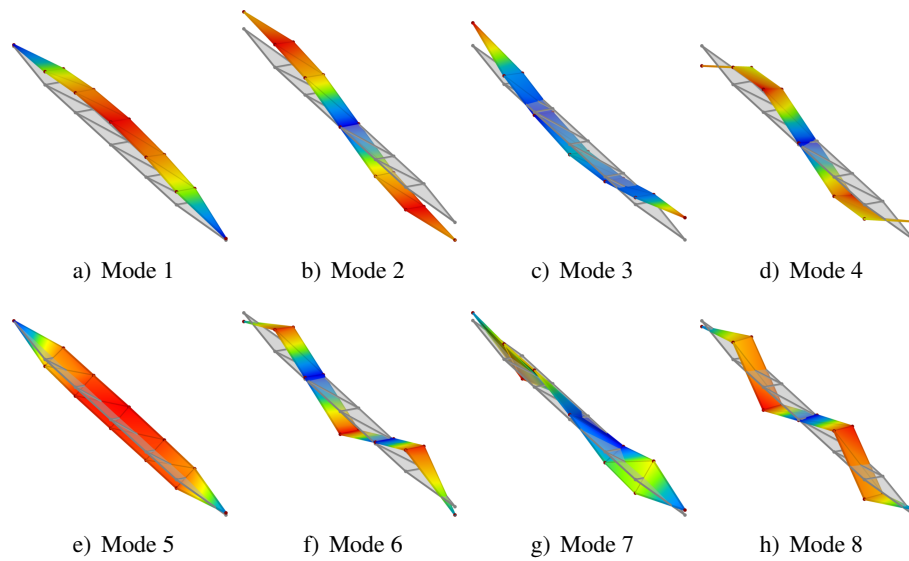 a) Mode 1
b) Mode 2
c) Mode 3
d) Mode 4
e) Mode 5
f) Mode 6
g) Mode 7
h) Mode 8